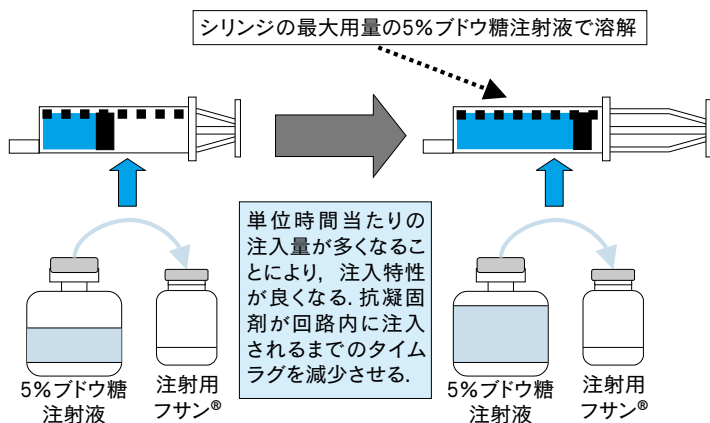 シリンジの最大用量の5%ブドウ糖注射液で溶解
単位時間当たりの
注入量が多くなるこ
とにより，注入特性
が良くなる．抗凝固
剤が回路内に注入
されるまでのタイム
ラグを減少させる．
5%ブドウ糖
注射液
注射用
フサン®
5%ブドウ糖
注射液
注射用
フサン®